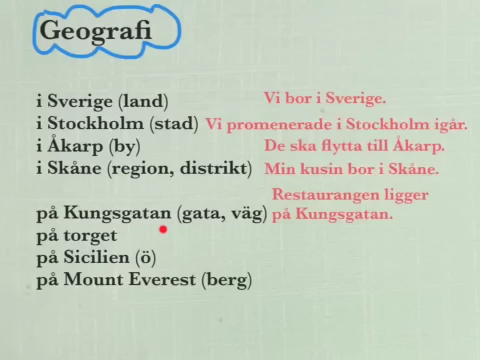 Geografi
i Sverige (land) Vi bor i Sverige.
i Stockholm (stad) Vi promenerade i Stockholm igår.
i Åkarp (by) De ska flytta till Åkarp.
i Skåne (region, distrikt) Min kusin bor i Skåne.
Restaurangen ligger
på Kungsgatan (gata, väg) på Kungsgatan.
på torget
på Sicilien (ö)
på Mount Everest (berg)